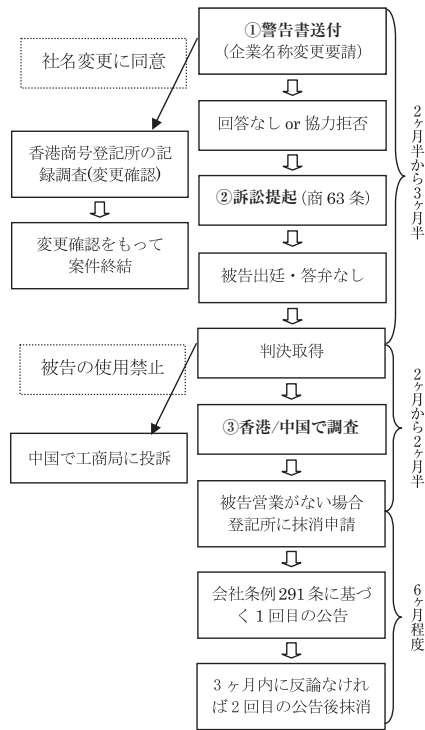 ①警告書送付
(企業名称変更要請)
社名変更に同意
回答なし or 協力拒否
香港商号登記所の記
録調査(変更確認)
②訴訟提起 (商 63 条)
変更確認をもって
案件終結
被告出廷・答弁なし
2ヶ月半から3ヶ月半
判決取得
被告の使用禁止
③香港/中国で調査
2ヶ月から2ヶ月半
中国で工商局に投訴
被告営業がない場合
登記所に抹消申請
会社条例 291 条に基づ
く 1 回目の公告
6ヶ月程度
3 ヶ月内に反論なけれ
ば 2 回目の公告後抹消